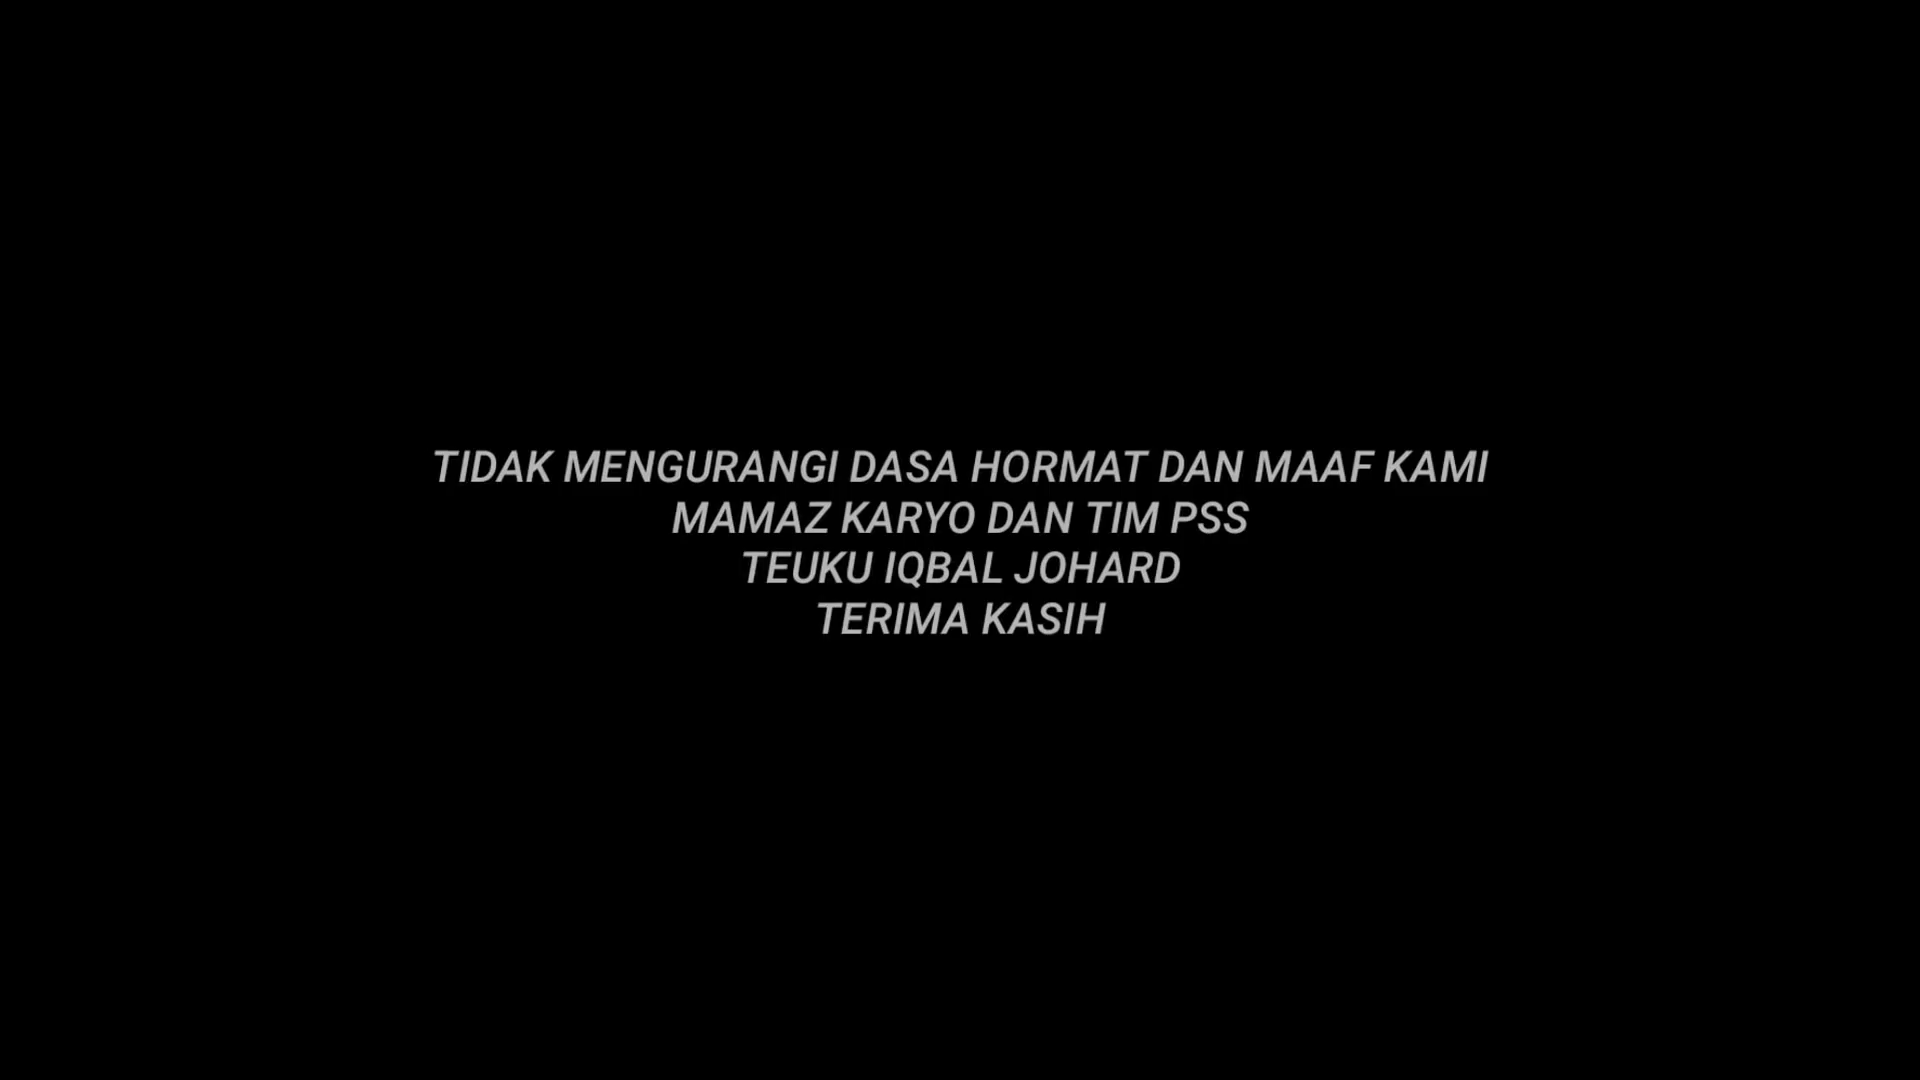 TIDAK MENGURANGI DASA HORMAT DAN MAAF KAMI
MAMAZ KARYO DAN TIM PSS
TEUKU IQBAL JOHARD
TERIMA KASIH